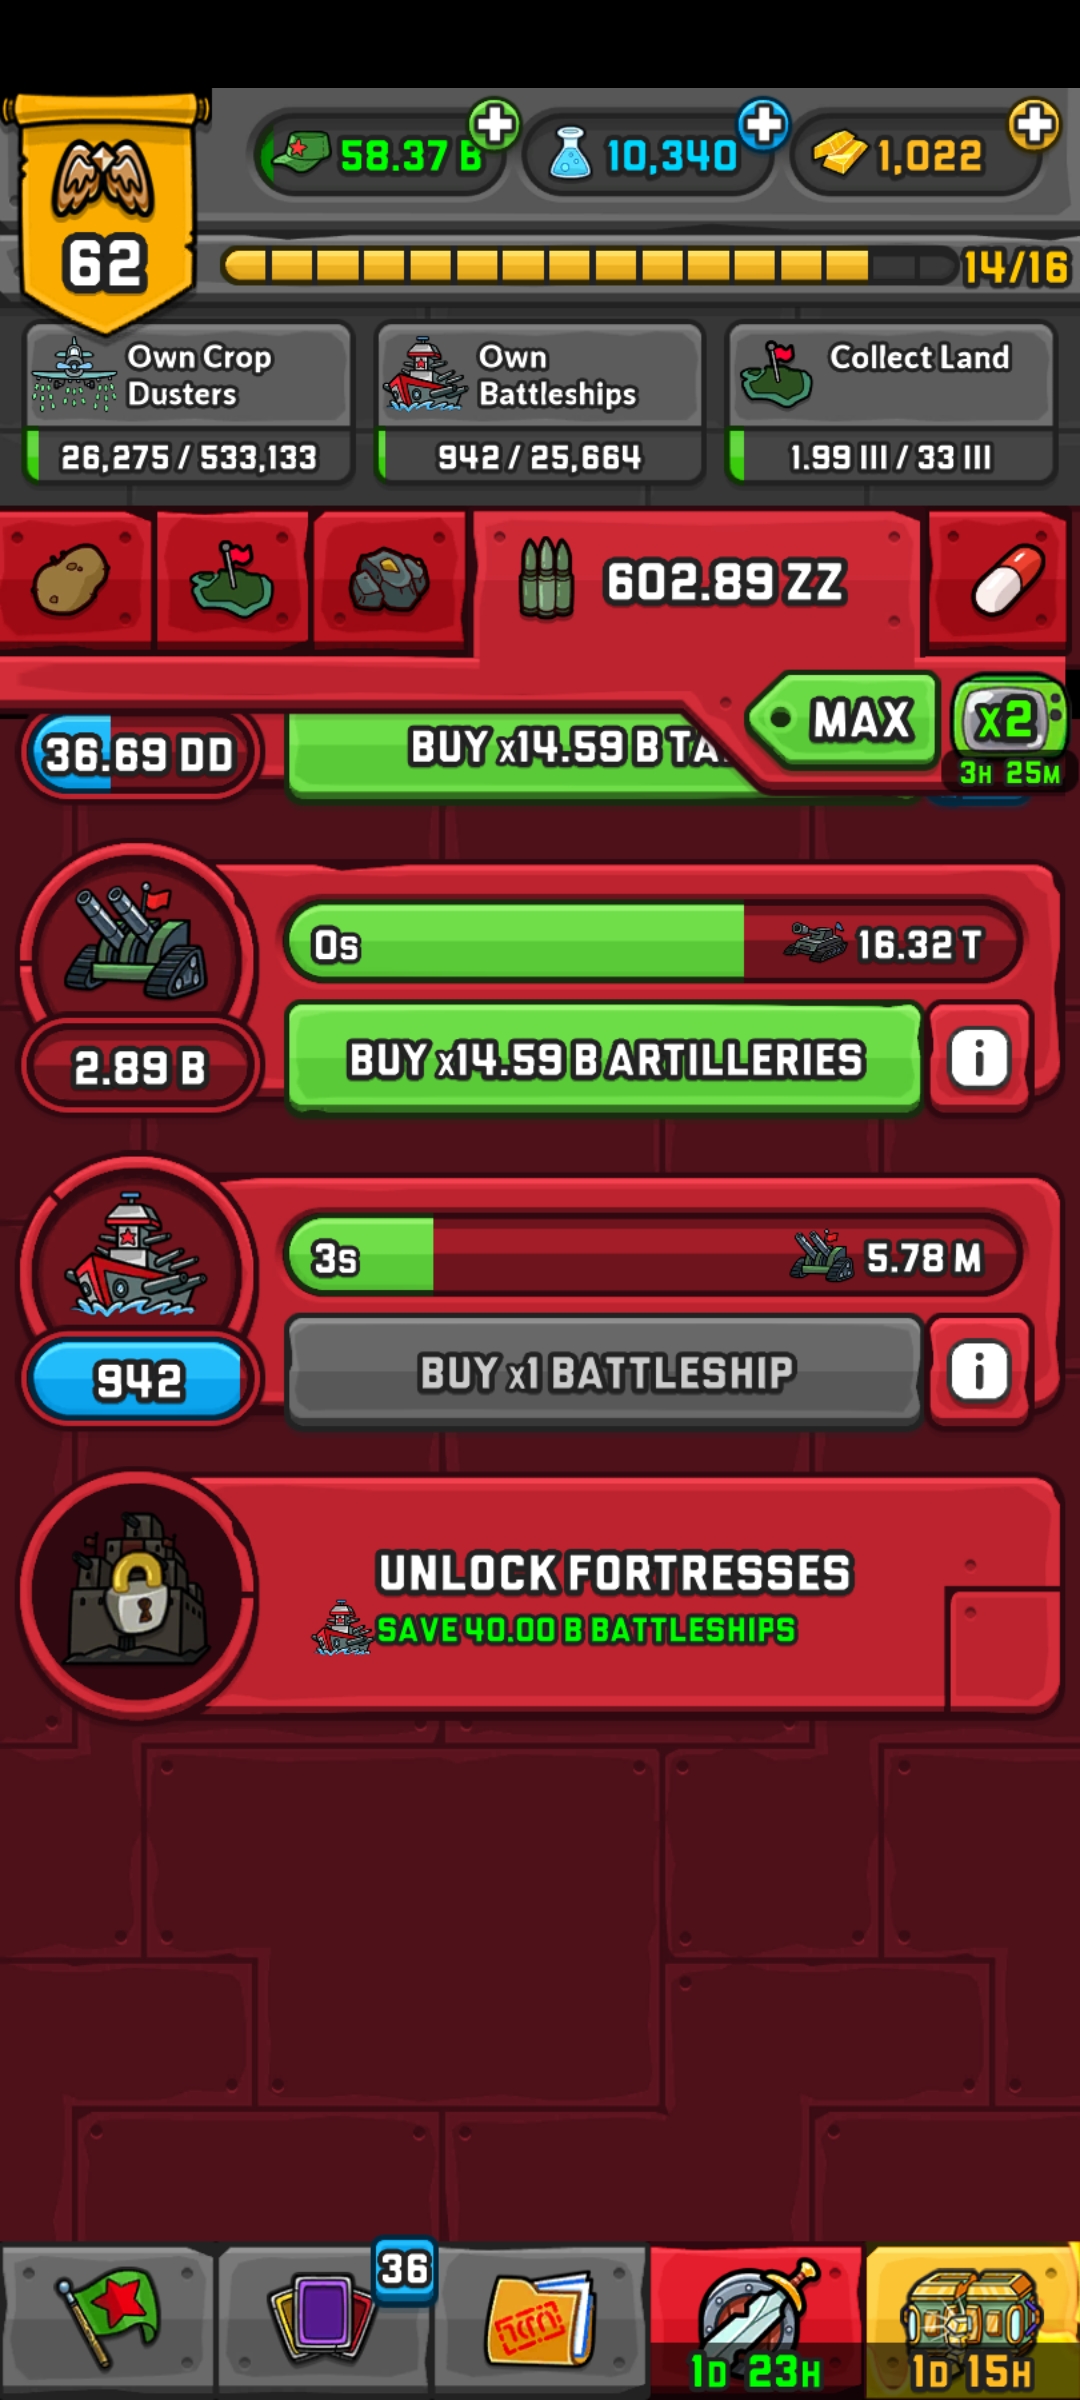 58.37 B
10,340
1,022
62
14/16
Own Crop
Dusters
26,275 / 533,133
Own
Battleships
942 / 25,664
Collect Land
1.99 III / 33 III
602.89 ZZ
MAX
x2
3H 25M
36.69 DD
BUY x14.59 B TA
0s
16.32 T
2.89 B
BUY x14.59 B ARTILLERIES
i
3s
5.78 M
942
BUY x1 BATTLESHIP
i
UNLOCK FORTRESSES
SAVE 40.00 B BATTLESHIPS
36
1D 23H
1D 15H